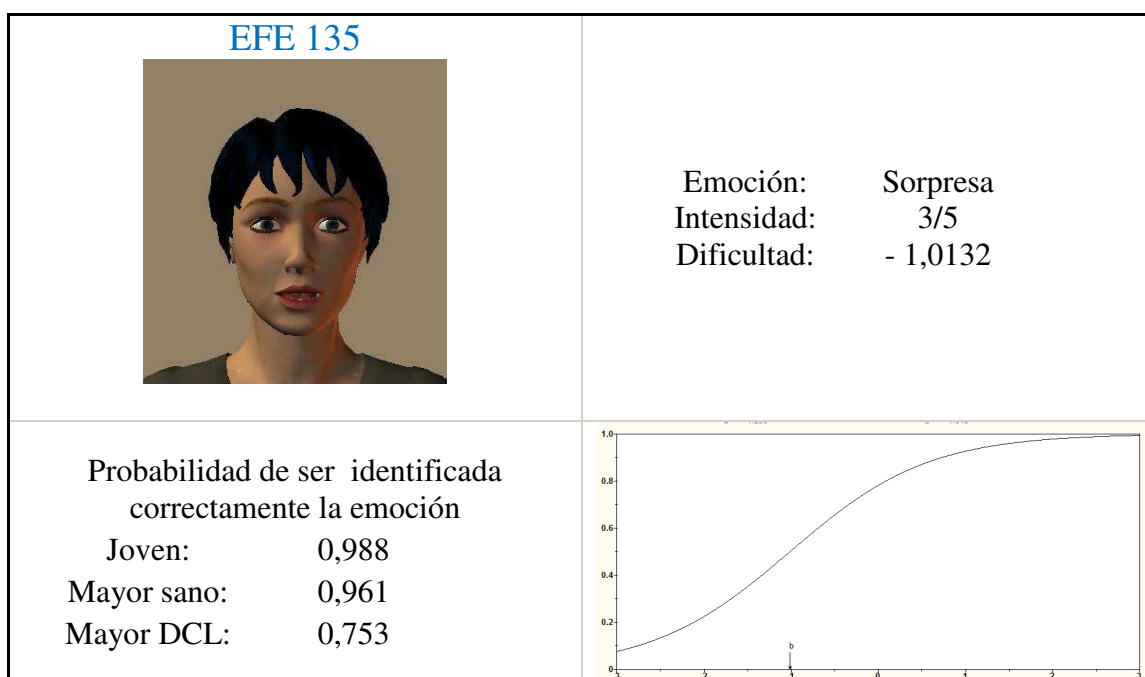 EFE 135
Emoción: Sorpresa
Intensidad: 3/5
Dificultad: - 1,0132
Probabilidad de ser identificada
correctamente la emoción
Joven: 0,988
Mayor sano: 0,961
Mayor DCL: 0,753
1.0
0.8
0.6
0.4
0.2
0
b